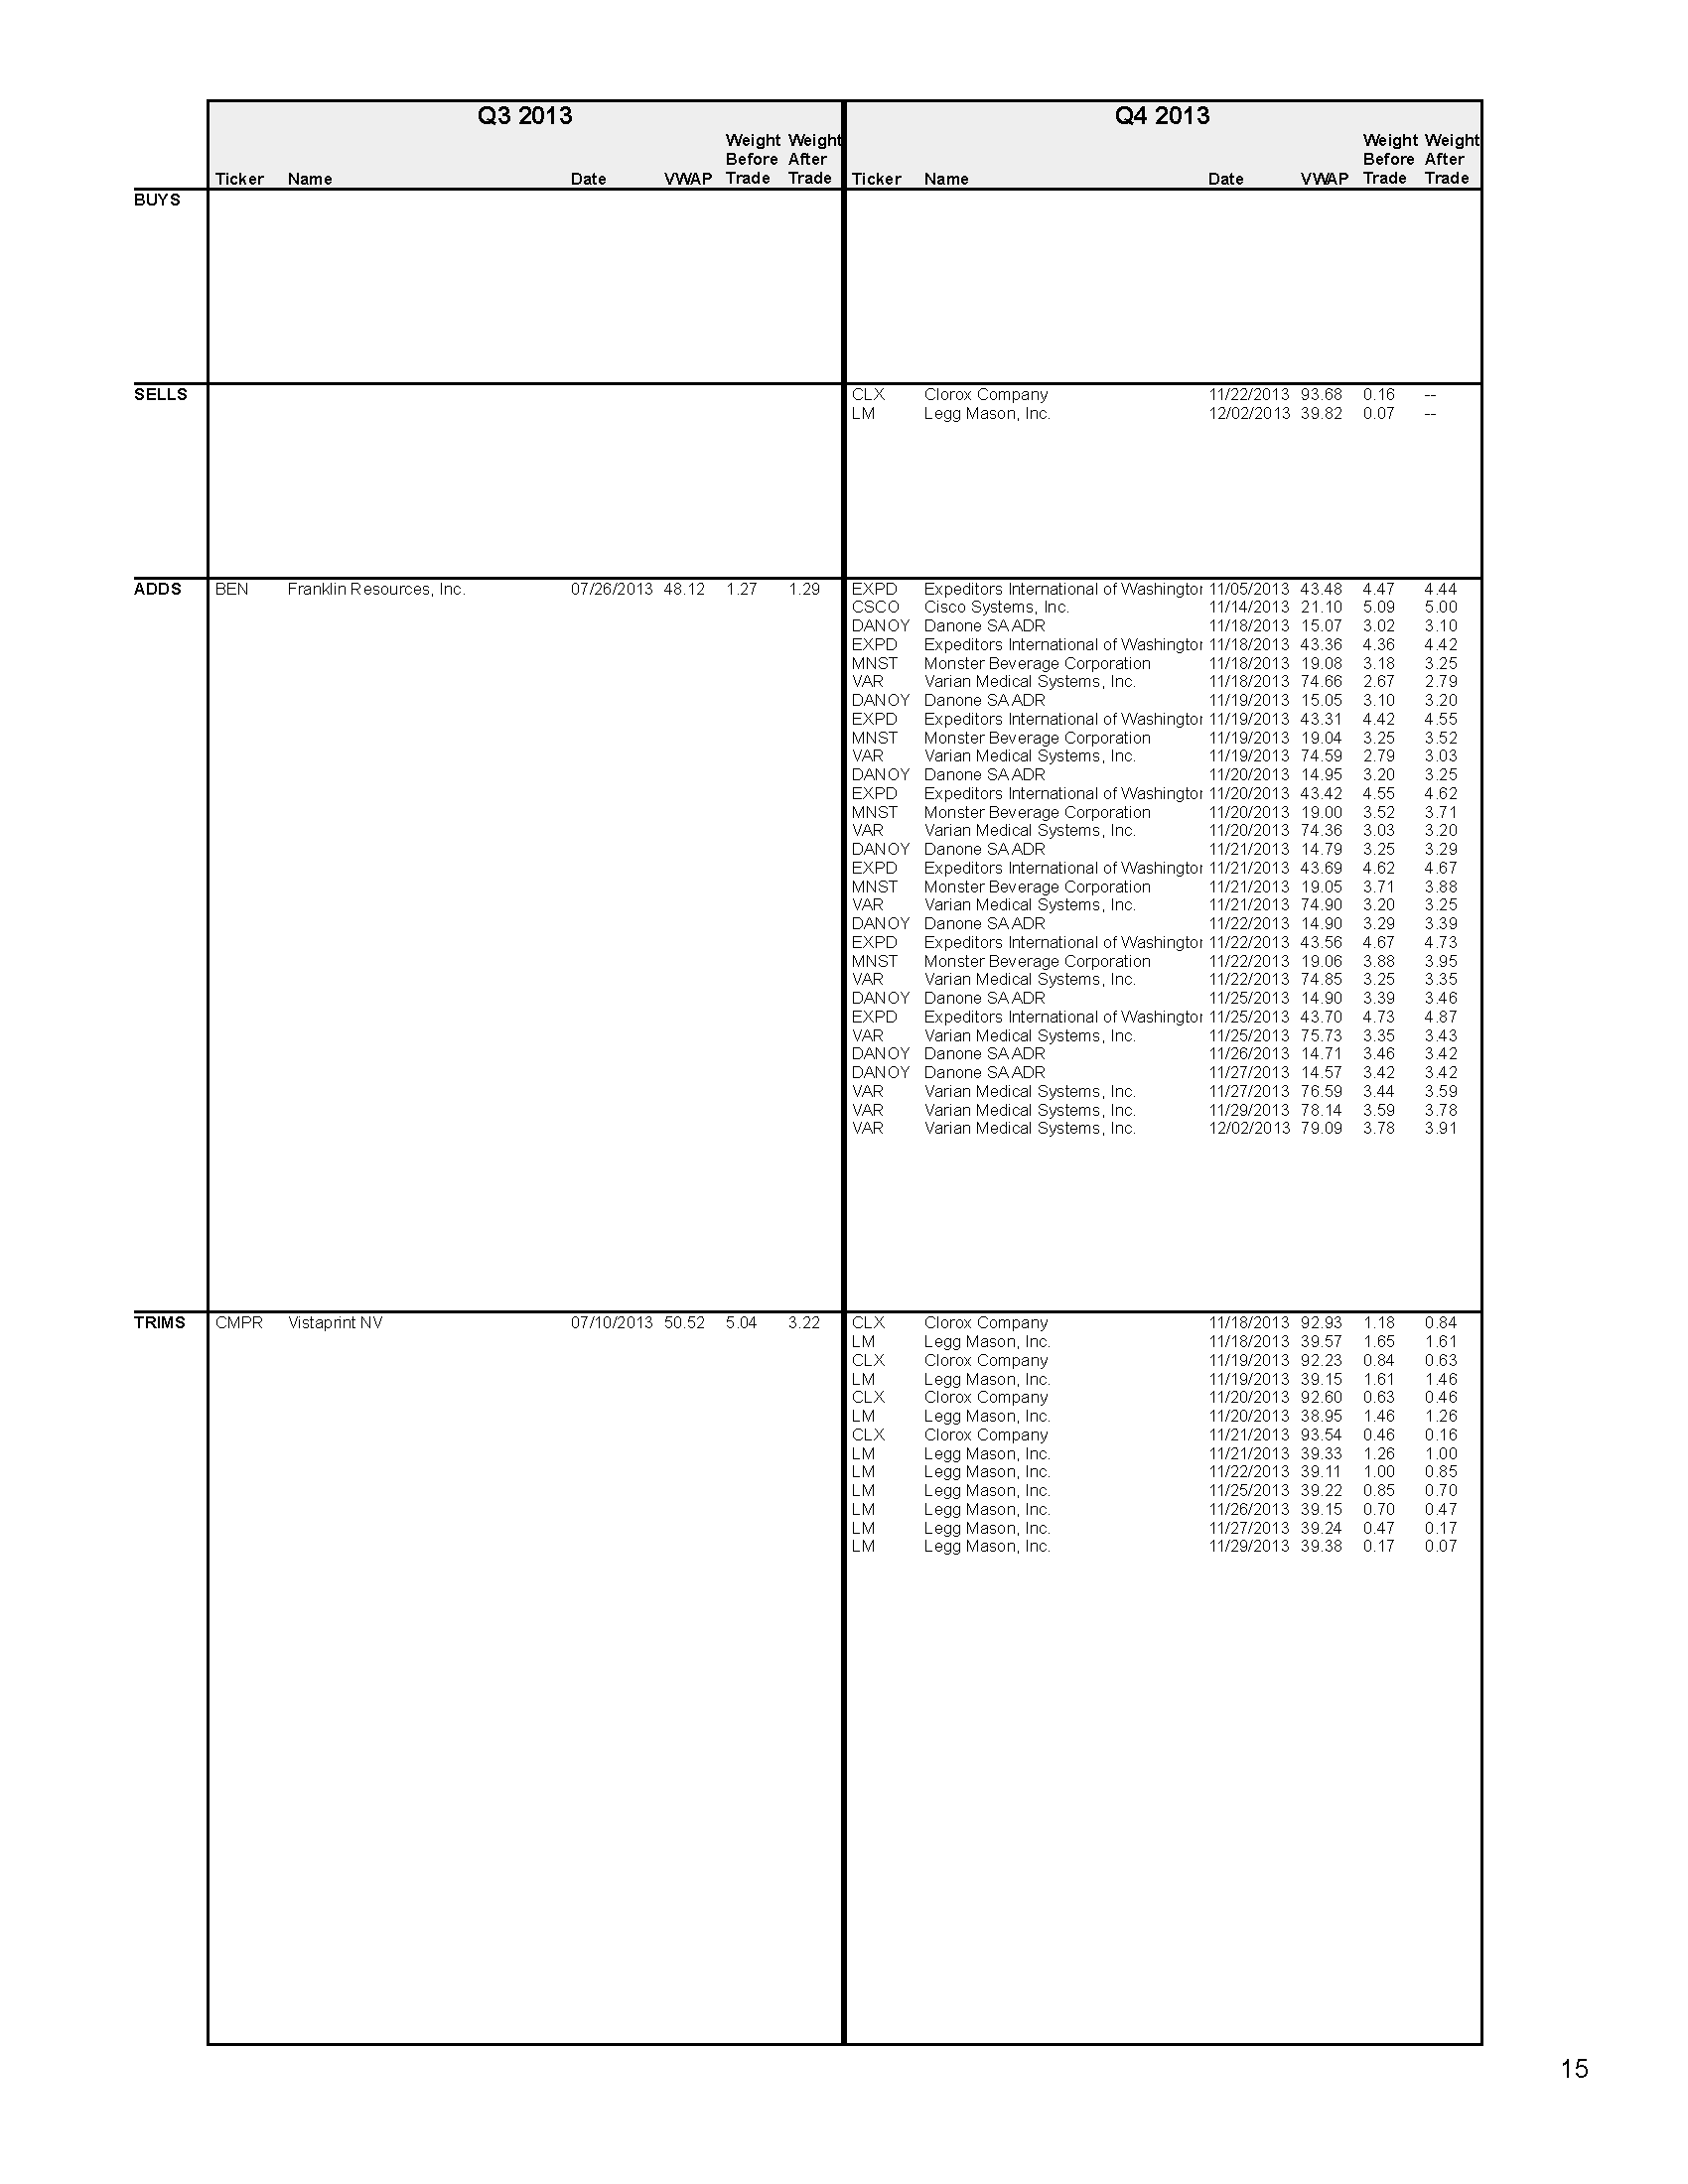 Q3 2013 Q4 2013
Weight Weight Weight Weight
Before After Before After
Ticker Name Date VWAP Trade Trade Ticker Name Date VWAP Trade Trade
BUYS
SELLS CLX Clorox Company 11/22/2013 93.68 0.16 --
LM Legg Mason, Inc. 12/02/2013 39.82 0.07 --
ADDS BEN Franklin Resources, Inc. 07/26/2013 48.12 1.27 1.29 EXPD Expeditors International of Washington 11/05/2013 43.48 4.47 4.44
CSCO Cisco Systems, Inc. 11/14/2013 21.10 5.09 5.00
DANOY Danone SA ADR 11/18/2013 15.07 3.02 3.10
EXPD Expeditors International of Washington 11/18/2013 43.36 4.36 4.42
MNST Monster Beverage Corporation 11/18/2013 19.08 3.18 3.25
VAR Varian Medical Systems, Inc. 11/18/2013 74.66 2.67 2.79
DANOY Danone SA ADR 11/19/2013 15.05 3.10 3.20
EXPD Expeditors International of Washington 11/19/2013 43.31 4.42 4.55
MNST Monster Beverage Corporation 11/19/2013 19.04 3.25 3.52
VAR Varian Medical Systems, Inc. 11/19/2013 74.59 2.79 3.03
DANOY Danone SA ADR 11/20/2013 14.95 3.20 3.25
EXPD Expeditors International of Washington 11/20/2013 43.42 4.55 4.62
MNST Monster Beverage Corporation 11/20/2013 19.00 3.52 3.71
VAR Varian Medical Systems, Inc. 11/20/2013 74.36 3.03 3.20
DANOY Danone SA ADR 11/21/2013 14.79 3.25 3.29
EXPD Expeditors International of Washington 11/21/2013 43.69 4.62 4.67
MNST Monster Beverage Corporation 11/21/2013 19.05 3.71 3.88
VAR Varian Medical Systems, Inc. 11/21/2013 74.90 3.20 3.25
DANOY Danone SA ADR 11/22/2013 14.90 3.29 3.39
EXPD Expeditors International of Washington 11/22/2013 43.56 4.67 4.73
MNST Monster Beverage Corporation 11/22/2013 19.06 3.88 3.95
VAR Varian Medical Systems, Inc. 11/22/2013 74.85 3.25 3.35
DANOY Danone SA ADR 11/25/2013 14.90 3.39 3.46
EXPD Expeditors International of Washington 11/25/2013 43.70 4.73 4.87
VAR Varian Medical Systems, Inc. 11/25/2013 75.73 3.35 3.43
DANOY Danone SA ADR 11/26/2013 14.71 3.46 3.42
DANOY Danone SA ADR 11/27/2013 14.57 3.42 3.42
VAR Varian Medical Systems, Inc. 11/27/2013 76.59 3.44 3.59
VAR Varian Medical Systems, Inc. 11/29/2013 78.14 3.59 3.78
VAR Varian Medical Systems, Inc. 12/02/2013 79.09 3.78 3.91
TRIMS CMPR Vistaprint NV 07/10/2013 50.52 5.04 3.22 CLX Clorox Company 11/18/2013 92.93 1.18 0.84
LM Legg Mason, Inc. 11/18/2013 39.57 1.65 1.61
CLX Clorox Company 11/19/2013 92.23 0.84 0.63
LM Legg Mason, Inc. 11/19/2013 39.15 1.61 1.46
CLX Clorox Company 11/20/2013 92.60 0.63 0.46
LM Legg Mason, Inc. 11/20/2013 38.95 1.46 1.26
CLX Clorox Company 11/21/2013 93.54 0.46 0.16
LM Legg Mason, Inc. 11/21/2013 39.33 1.26 1.00
LM Legg Mason, Inc. 11/22/2013 39.11 1.00 0.85
LM Legg Mason, Inc. 11/25/2013 39.22 0.85 0.70
LM Legg Mason, Inc. 11/26/2013 39.15 0.70 0.47
LM Legg Mason, Inc. 11/27/2013 39.24 0.47 0.17
LM Legg Mason, Inc. 11/29/2013 39.38 0.17 0.07
15